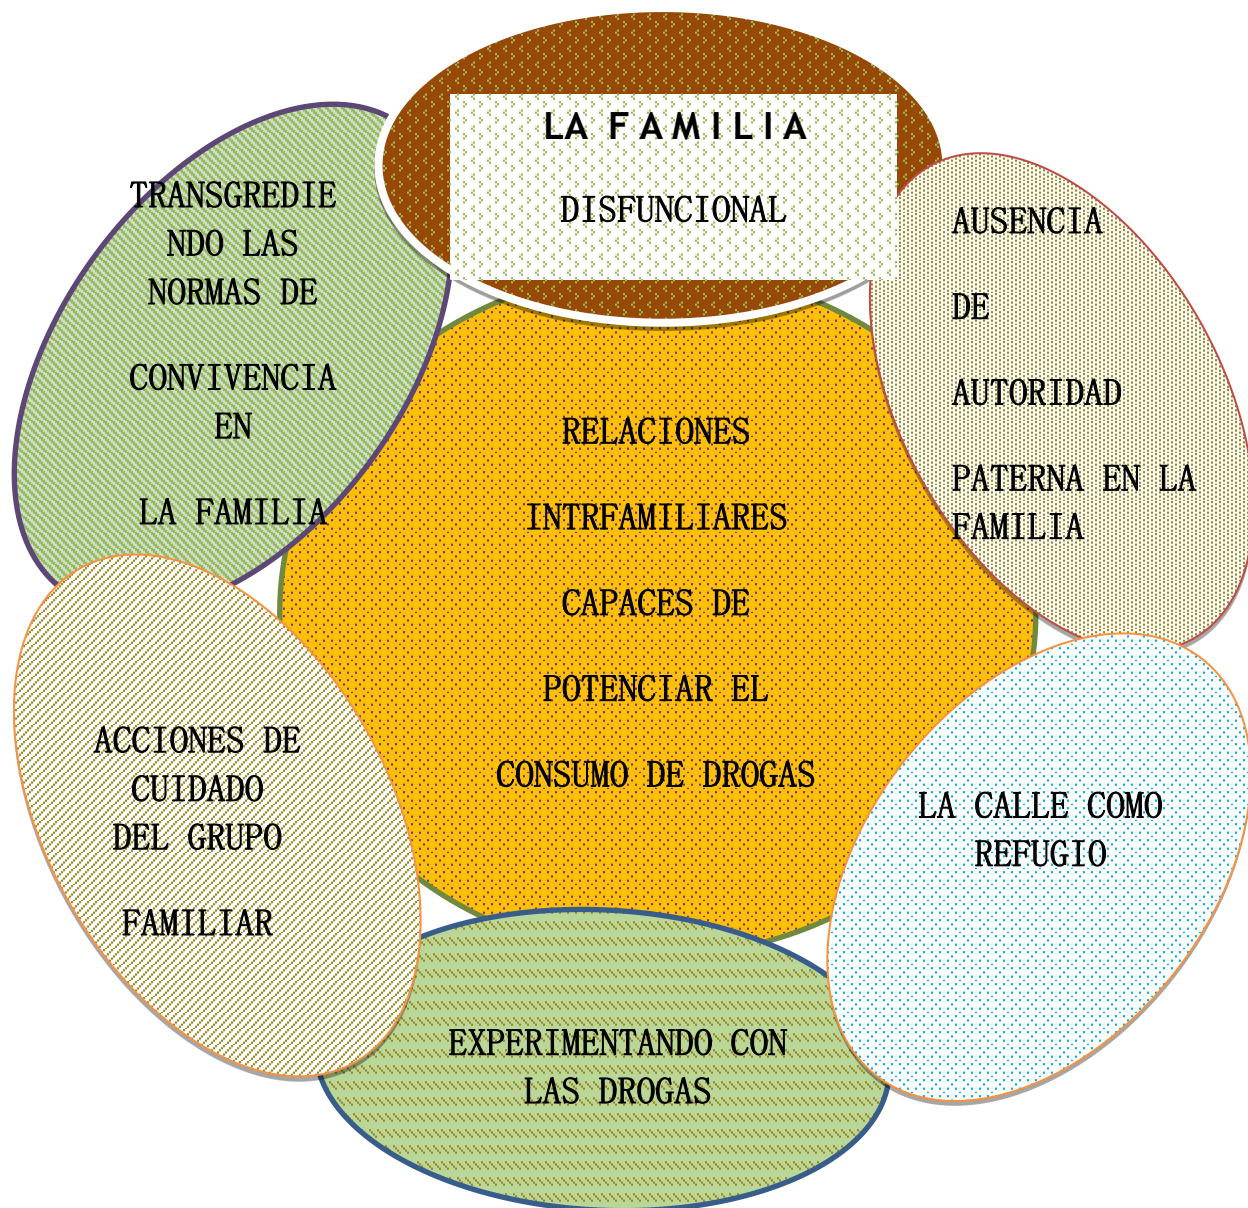 LA FAMILIA
DISFUNCIONAL
TRANSGREDIE
NDO LAS
NORMAS DE
CONVIVENCIA
EN
LA FAMILIA
AUSENCIA
DE
AUTORIDAD
PATERNA EN LA
FAMILIA
RELACIONES
INTRFAMILIARES
CAPACES DE
POTENCIAR EL
CONSUMO DE DROGAS
ACCIONES DE
CUIDADO
DEL GRUPO
FAMILIAR
LA CALLE COMO
REFUGIO
EXPERIMENTANDO CON
LAS DROGAS